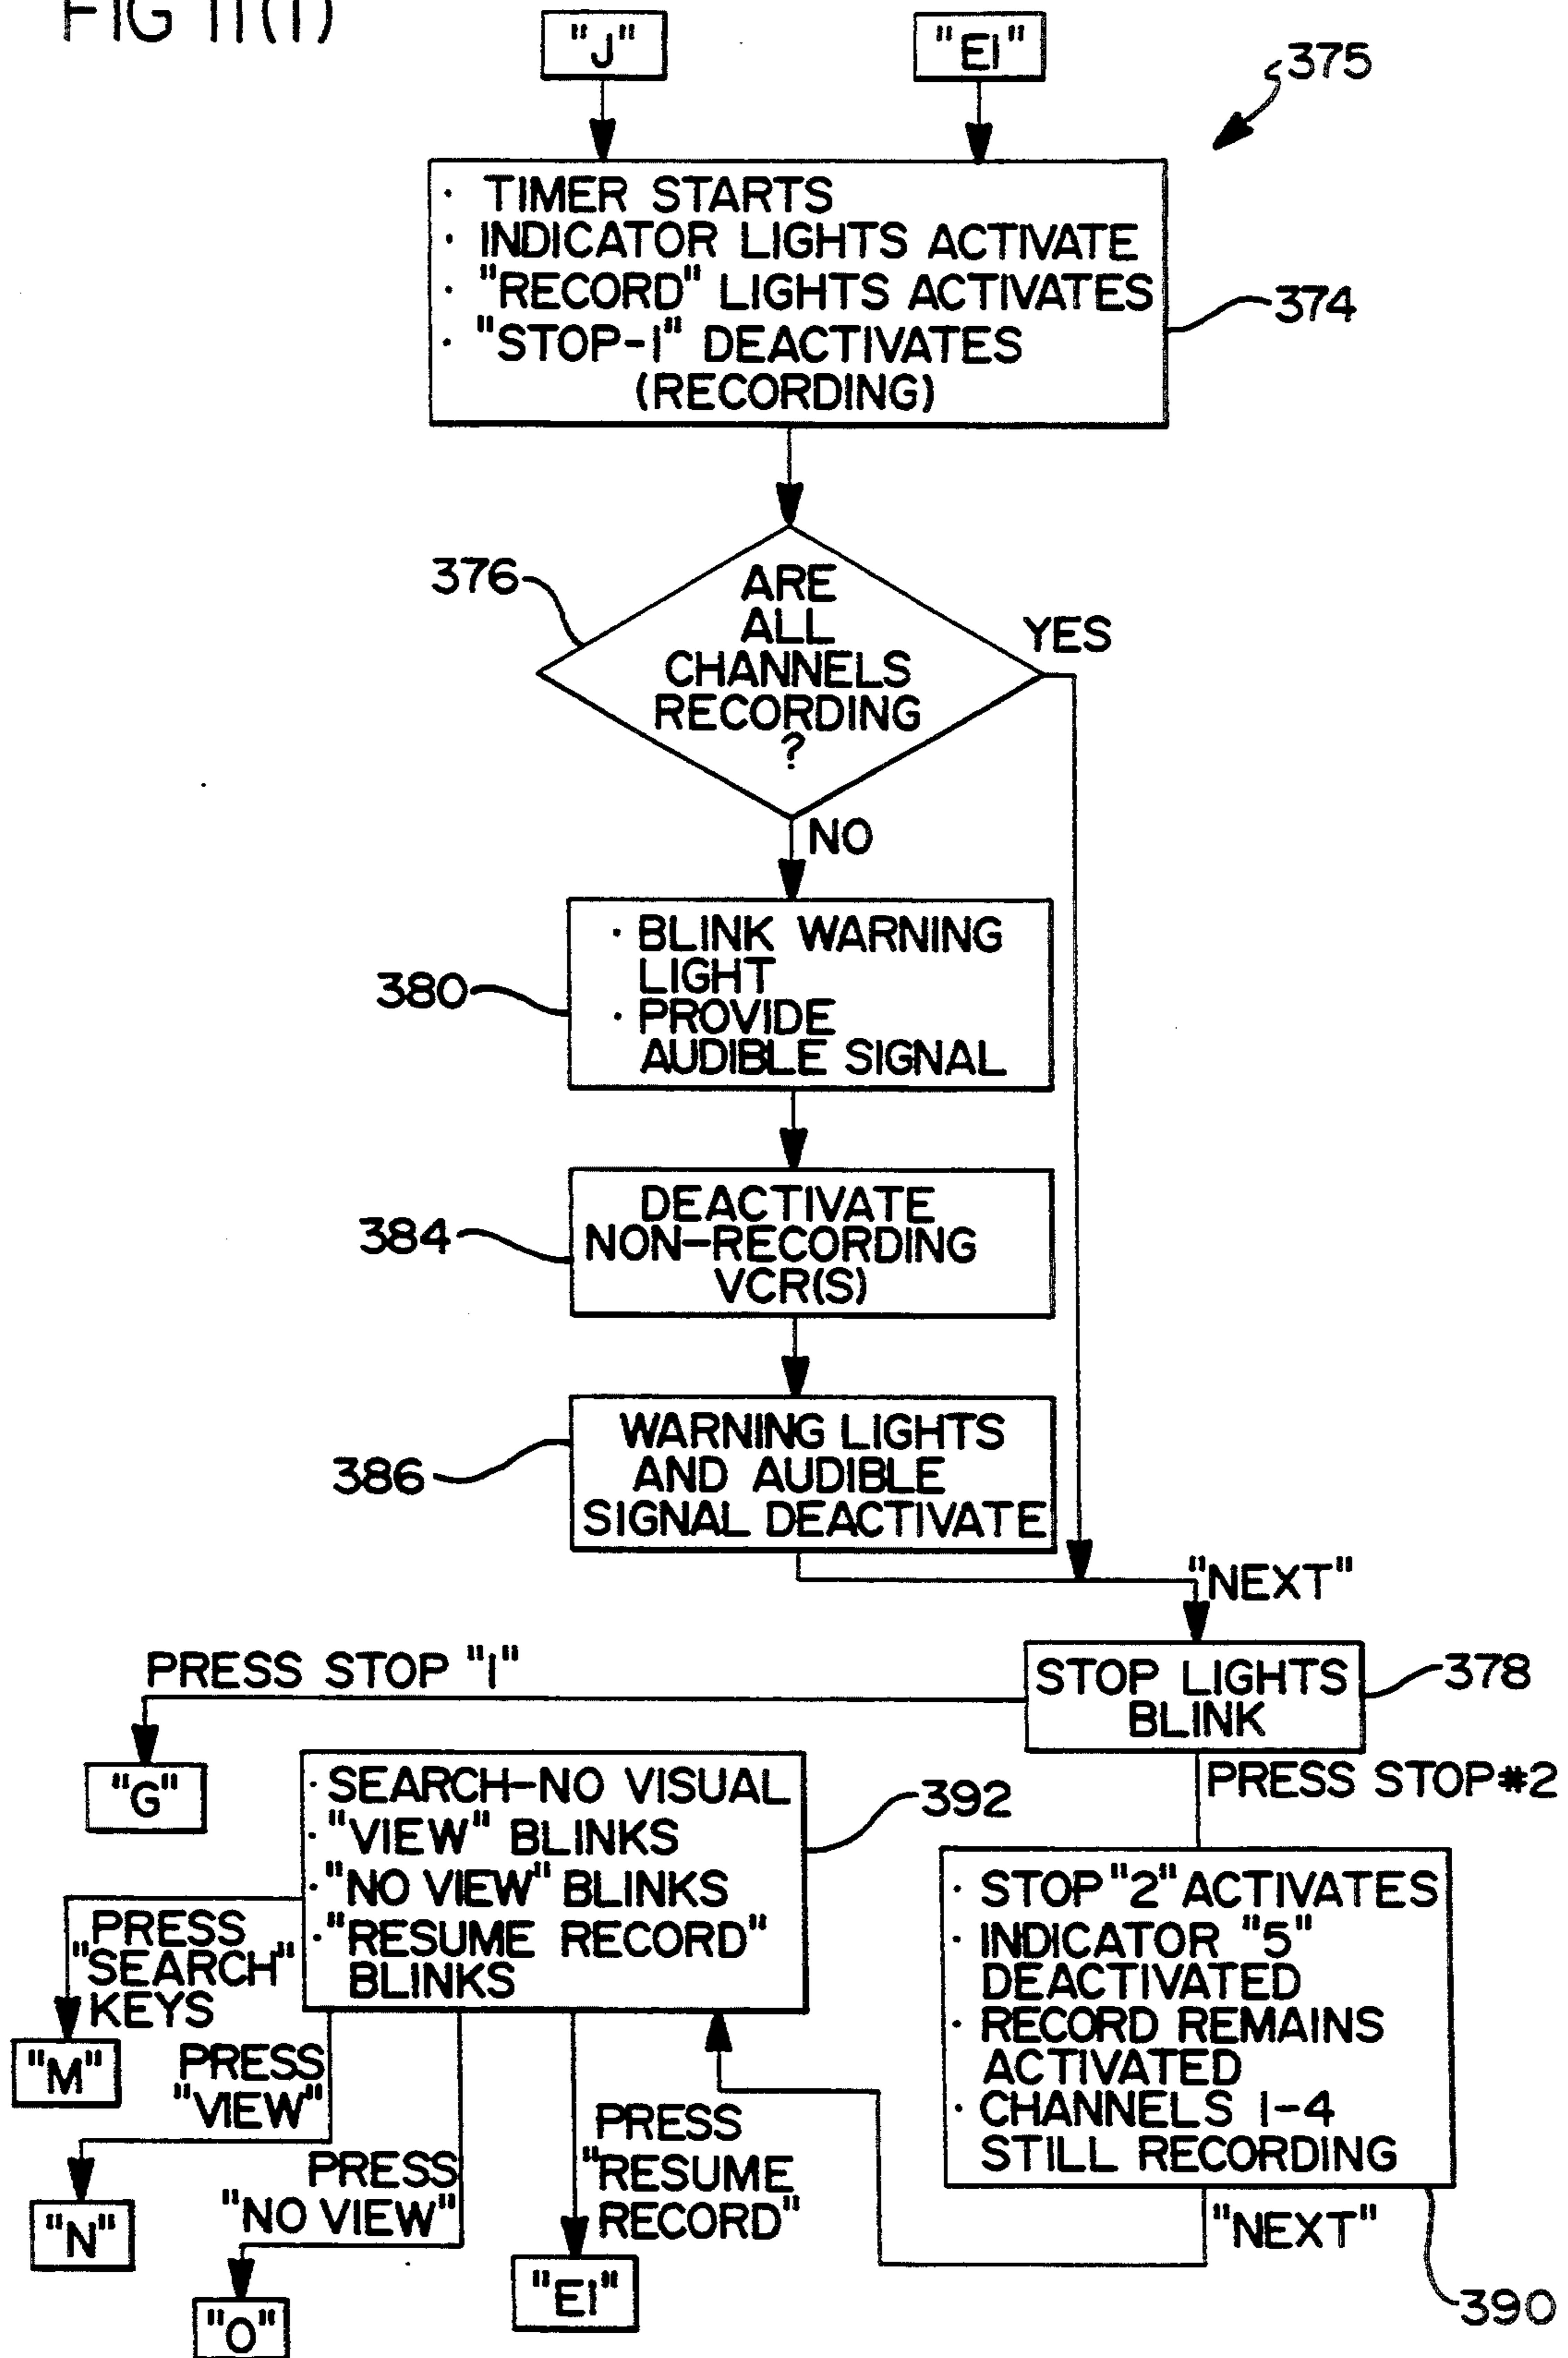 FIG 11(1)
"J"
"E1"
375
· TIMER STARTS
· INDICATOR LIGHTS ACTIVATE
· "RECORD" LIGHTS ACTIVATES
· "STOP-1" DEACTIVATES
(RECORDING)
374
376
ARE
ALL
CHANNELS
RECORDING
?
YES
NO
· BLINK WARNING
LIGHT
· PROVIDE
AUDIBLE SIGNAL
380
DEACTIVATE
NON-RECORDING
VCR(S)
384
WARNING LIGHTS
AND AUDIBLE
SIGNAL DEACTIVATE
386
"NEXT"
STOP LIGHTS
BLINK
378
PRESS STOP "1"
"G"
PRESS STOP #2
· STOP "2" ACTIVATES
· INDICATOR "5"
DEACTIVATED
· RECORD REMAINS
ACTIVATED
· CHANNELS 1-4
STILL RECORDING
390
"NEXT"
· SEARCH-NO VISUAL
· "VIEW" BLINKS
· "NO VIEW" BLINKS
· "RESUME RECORD"
BLINKS
392
PRESS
"SEARCH"
KEYS
"M"
PRESS
"VIEW"
"N"
PRESS
"NO VIEW"
"O"
PRESS
"RESUME
RECORD"
"E1"